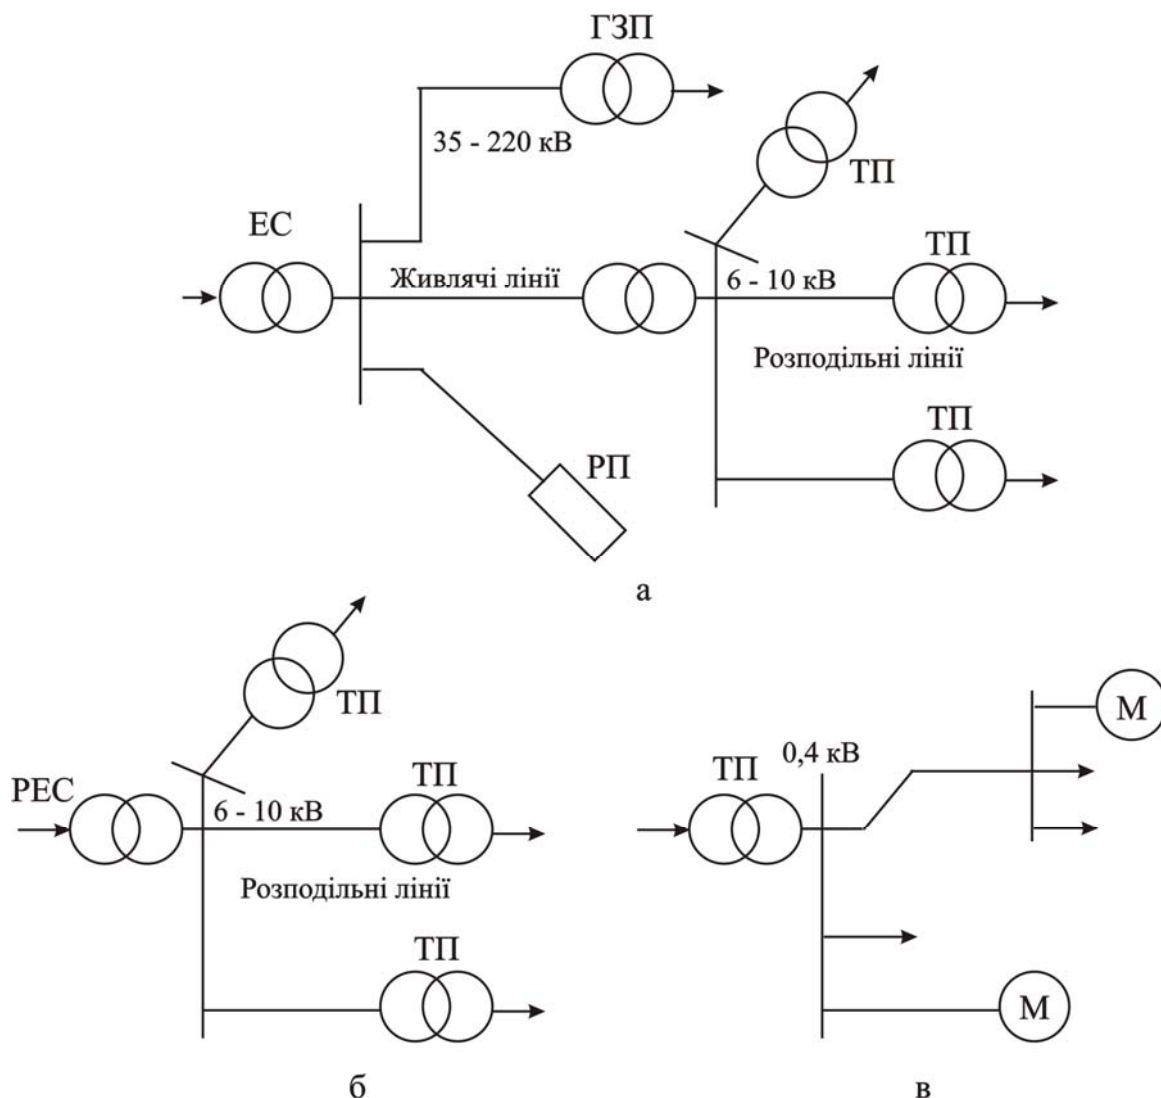 ГЗП
35 - 220 кВ
ТП
ЕС
Живлячі лінії
6 - 10 кВ
ТП
Розподільні лінії
ТП
РП
а
ТП
РЕС
6 - 10 кВ
ТП
Розподільні лінії
ТП
б
М
0,4 кВ
ТП
М
в